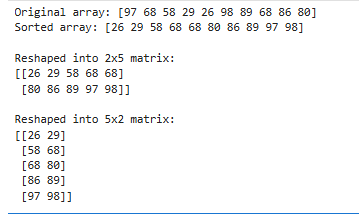 Original array: [97 68 58 29 26 98 89 68 86 80]
Sorted array: [26 29 58 68 68 80 86 89 97 98]
Reshaped into 2x5 matrix:
[[26 29 58 68 68]
 [80 86 89 97 98]]
Reshaped into 5x2 matrix:
[[26 29]
 [58 68]
 [68 80]
 [86 89]
 [97 98]]